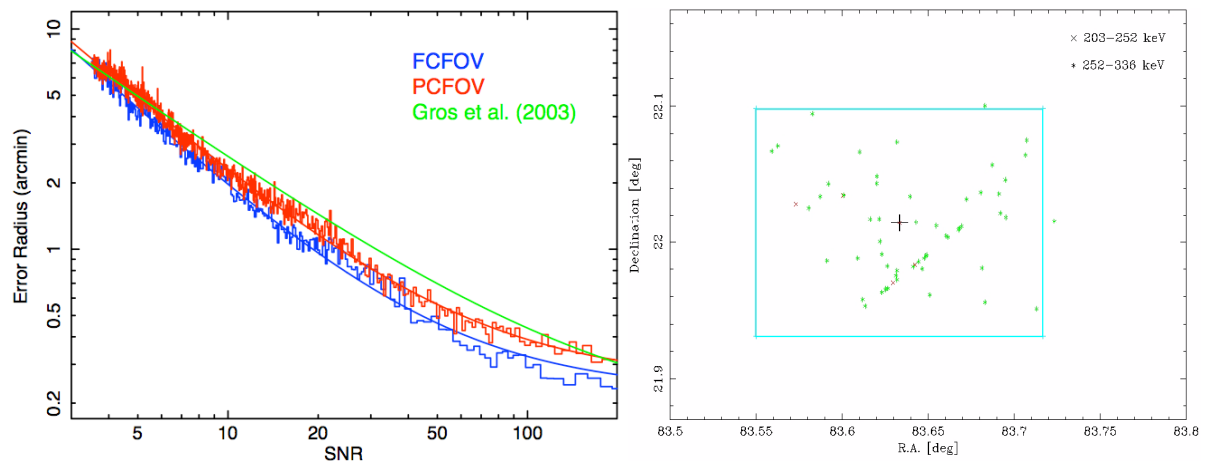 10
5
2
1
0.5
0.2
Error Radius (arcmin)
FCFOV
PCFOV
Gros et al. (2003)
5
10
20
50
100
SNR
22.1
22
21.9
Declination [deg]
× 203−252 keV
* 252−336 keV
83.5
83.55
83.6
83.65
83.7
83.75
83.8
R.A. [deg]